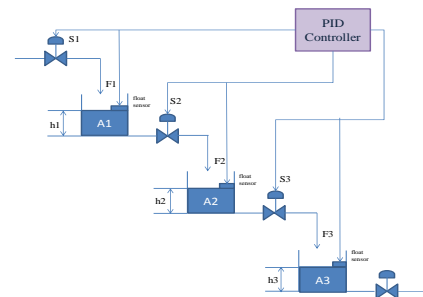 PID
Controller
S1
F1
float
sensor
h1
A1
S2
F2
float
sensor
h2
A2
S3
F3
float
sensor
h3
A3